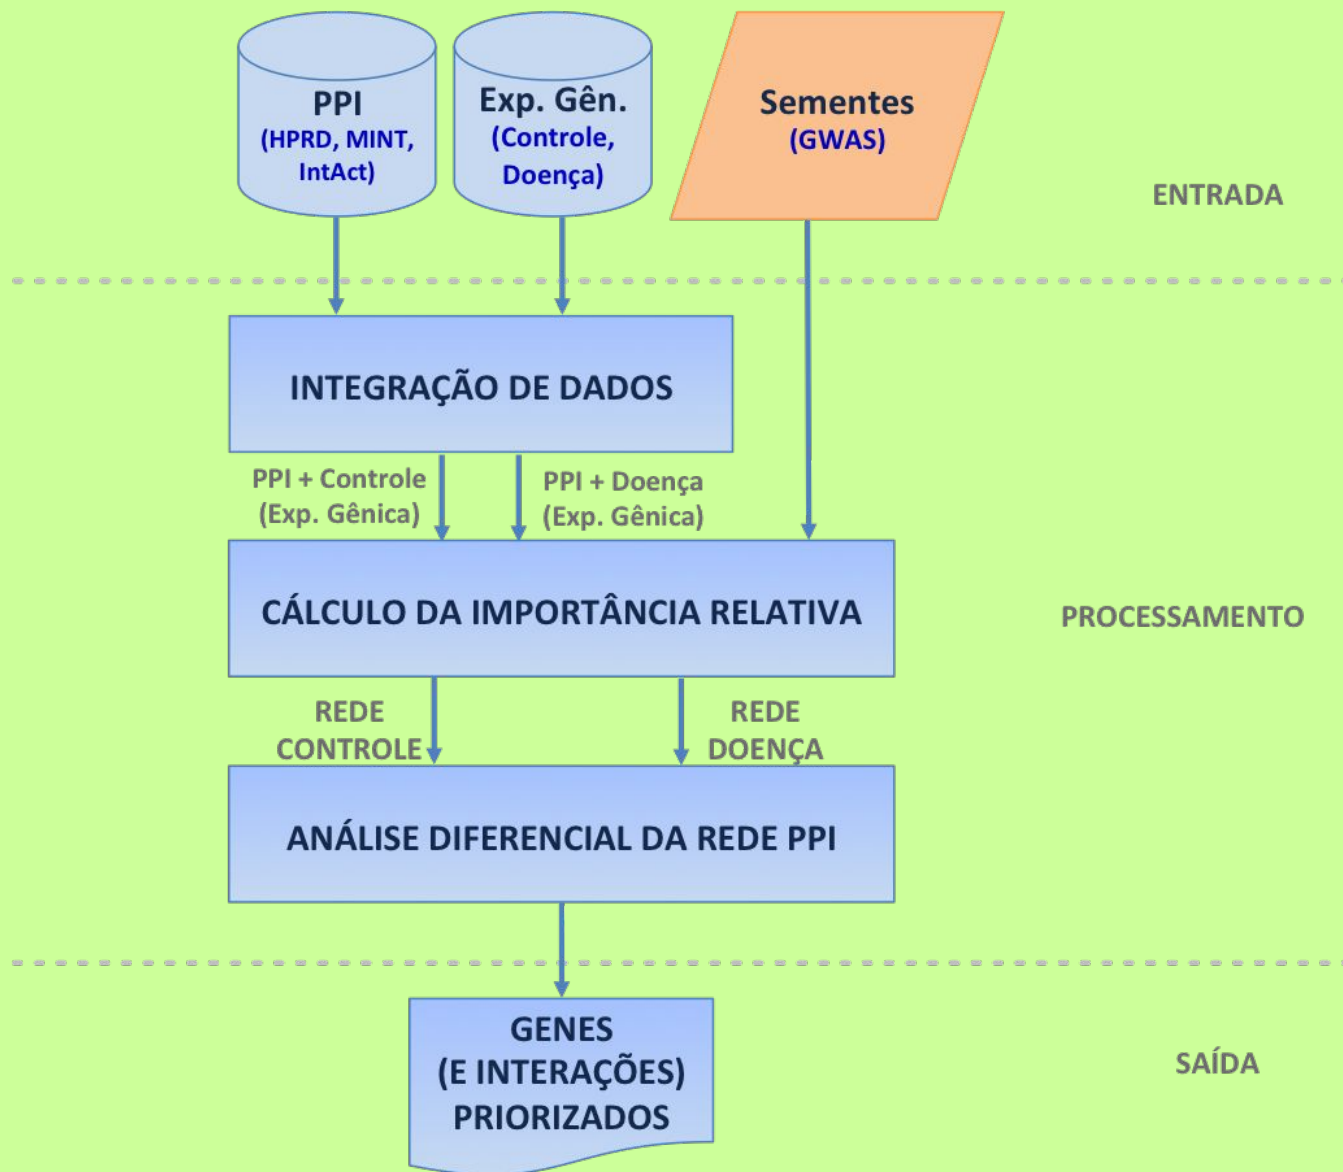 PPI
(HPRD, MINT,
IntAct)
Exp. Gên.
(Controle,
Doença)
Sementes
(GWAS)
ENTRADA
INTEGRAÇÃO DE DADOS
PPI + Controle
(Exp. Gênica)
PPI + Doença
(Exp. Gênica)
CÁLCULO DA IMPORTÂNCIA RELATIVA
PROCESSAMENTO
REDE
CONTROLE
REDE
DOENÇA
ANÁLISE DIFERENCIAL DA REDE PPI
GENES
(E INTERAÇÕES)
PRIORIZADOS
SAÍDA